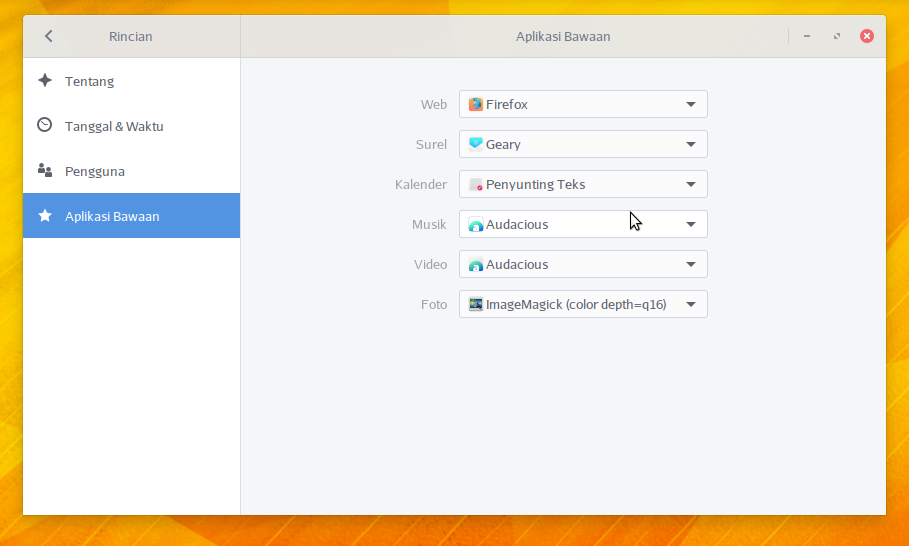 Rincian
Aplikasi Bawaan
Tentang
Tanggal & Waktu
Pengguna
Aplikasi Bawaan
Web Firefox
Surel Geary
Kalender Penyunting Teks
Musik Audacious
Video Audacious
Foto ImageMagick (color depth=q16)